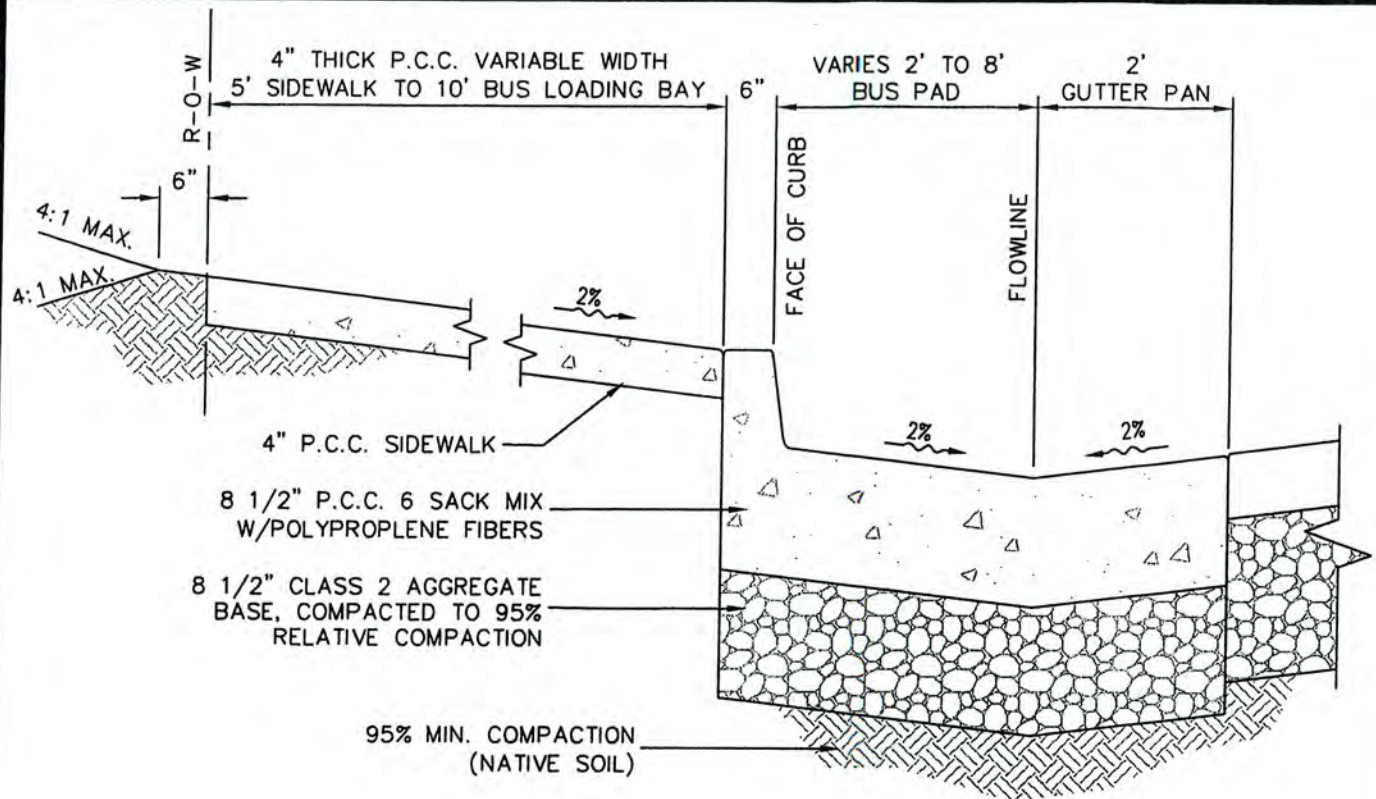 R-O-W
4" THICK P.C.C. VARIABLE WIDTH
5' SIDEWALK TO 10' BUS LOADING BAY
6"
VARIES 2' TO 8'
BUS PAD
2'
GUTTER PAN
6"
FACE OF CURB
FLOWLINE
4:1 MAX.
4:1 MAX.
2%
4" P.C.C. SIDEWALK
2%
2%
8 1/2" P.C.C. 6 SACK MIX
W/POLYPROPLENE FIBERS
8 1/2" CLASS 2 AGGREGATE
BASE, COMPACTED TO 95%
RELATIVE COMPACTION
95% MIN. COMPACTION
(NATIVE SOIL)